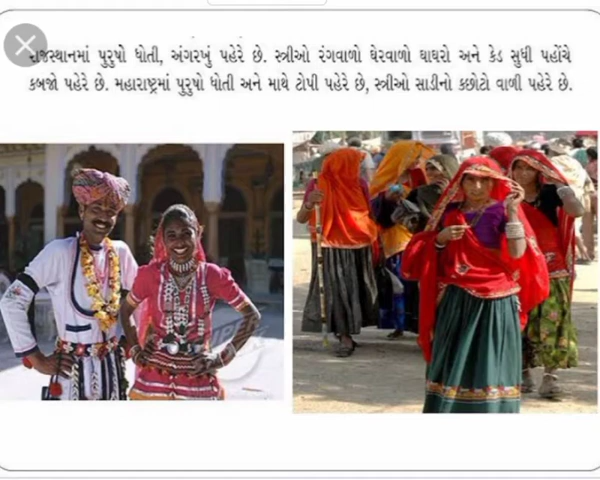 રાજસ્થાનમાં પુરુષો ધોતી, અંગરખું પહેરે છે. સ્ત્રીઓ રંગવાળો ઘેરવાળો ઘાઘરો અને કેડ સુધી પહોંચે
કબજો પહેરે છે. મહારાષ્ટ્રમાં પુરુષો ધોતી અને માથે ટોપી પહેરે છે, સ્ત્રીઓ સાડીનો કછોટો વાળી પહેરે છે.